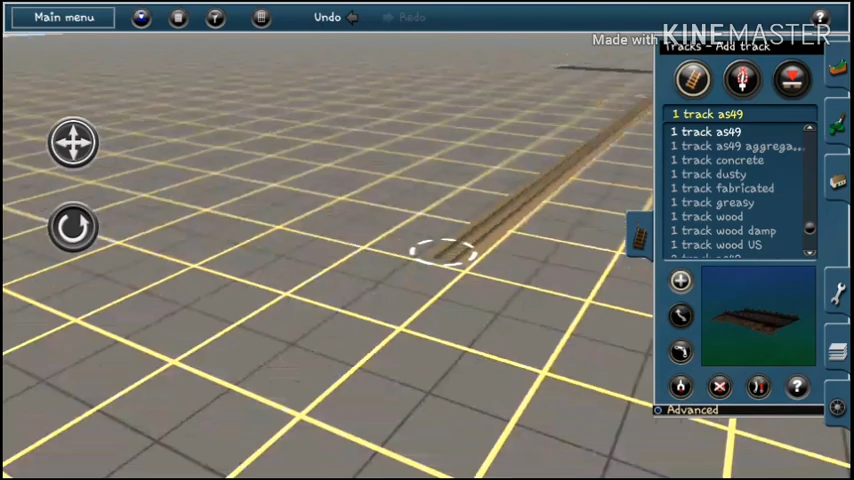 Main menu
Undo
Redo
?
Made with KINEMASTER
Tracks - Add track
1 track as49
1 track as49
1 track as49 aggrega...
1 track concrete
1 track dusty
1 track fabricated
1 track greasy
1 track wood
1 track wood damp
1 track wood US
?
Advanced